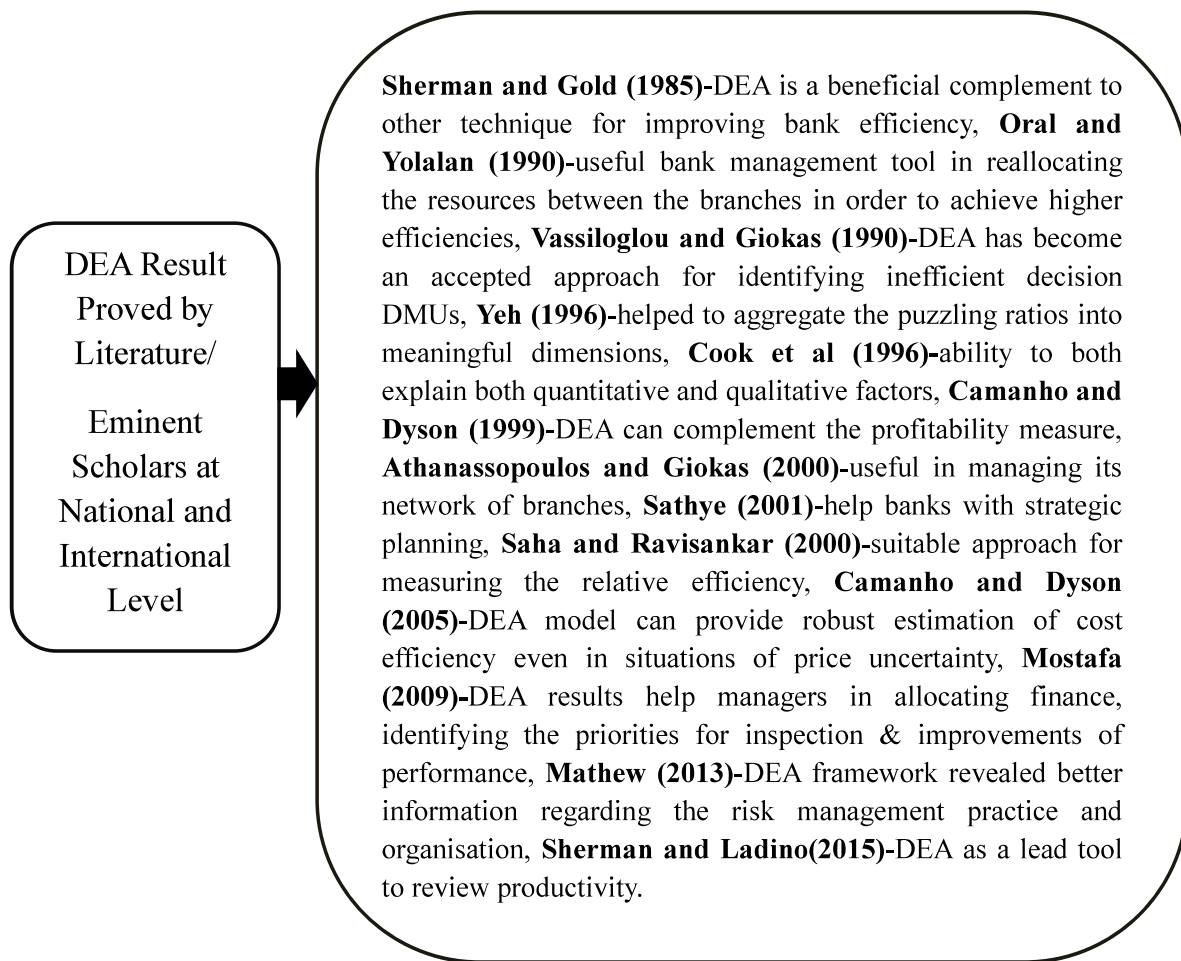 DEA Result
Proved by
Literature/
Eminent
Scholars at
National and
International
Level
Sherman and Gold (1985)-DEA is a beneficial complement to
other technique for improving bank efficiency, Oral and
Yolalan (1990)-useful bank management tool in reallocating
the resources between the branches in order to achieve higher
efficiencies, Vassiloglou and Giokas (1990)-DEA has become
an accepted approach for identifying inefficient decision
DMUs, Yeh (1996)-helped to aggregate the puzzling ratios into
meaningful dimensions, Cook et al (1996)-ability to both
explain both quantitative and qualitative factors, Camanho and
Dyson (1999)-DEA can complement the profitability measure,
Athanassopoulos and Giokas (2000)-useful in managing its
network of branches, Sathye (2001)-help banks with strategic
planning, Saha and Ravisankar (2000)-suitable approach for
measuring the relative efficiency, Camanho and Dyson
(2005)-DEA model can provide robust estimation of cost
efficiency even in situations of price uncertainty, Mostafa
(2009)-DEA results help managers in allocating finance,
identifying the priorities for inspection & improvements of
performance, Mathew (2013)-DEA framework revealed better
information regarding the risk management practice and
organisation, Sherman and Ladino(2015)-DEA as a lead tool
to review productivity.